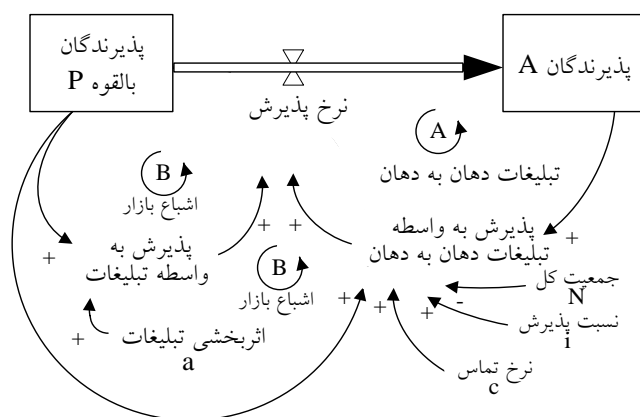 پذیرندگان
بالقوه P
پذیرندگان A
نرخ پذیرش
A
تبلیغات دهان به دهان
B
اشباع بازار
+
+
+
+
پذیرش به
واسطه تبلیغات
پذیرش به واسطه
تبلیغات دهان به دهان
B
اشباع بازار
+
+
+
-
جمعیت کل
N
نسبت پذیرش
i
+
اثربخشی تبلیغات
a
نرخ تماس
c